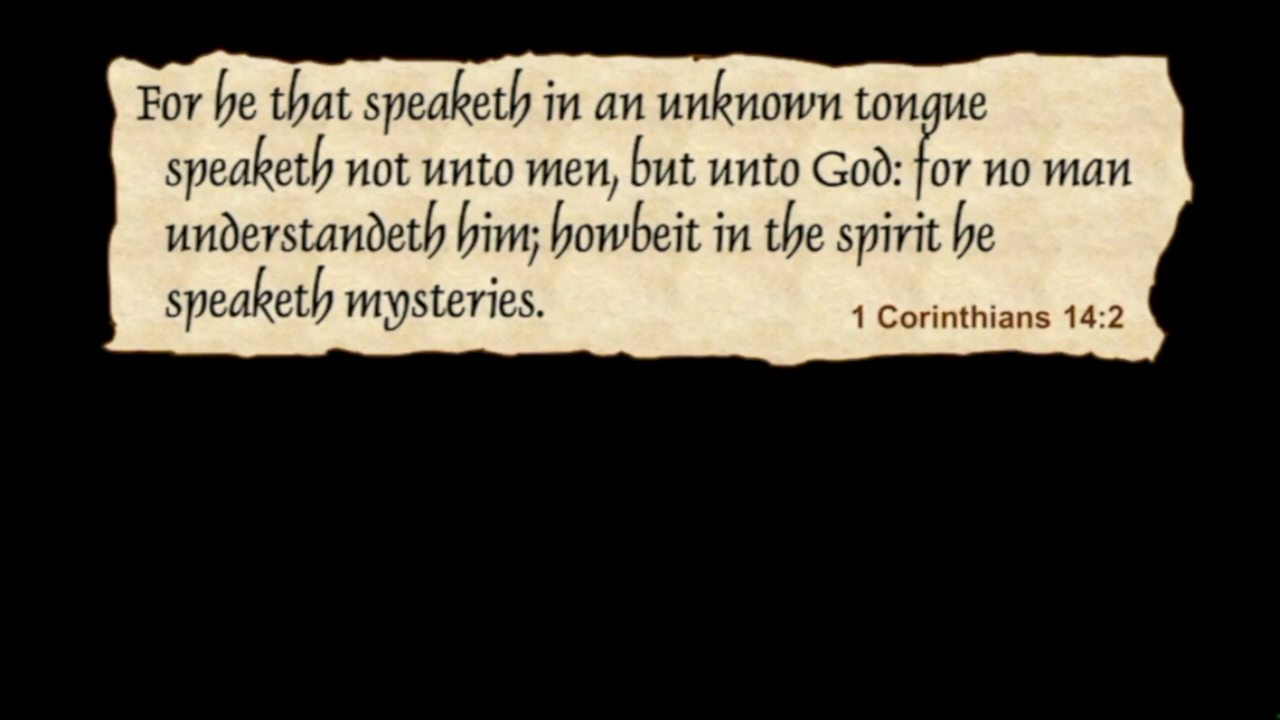 For he that speaketh in an unknown tongue
speaketh not unto men, but unto God: for no man
understandeth him; howbeit in the spirit he
speaketh mysteries.
1 Corinthians 14:2